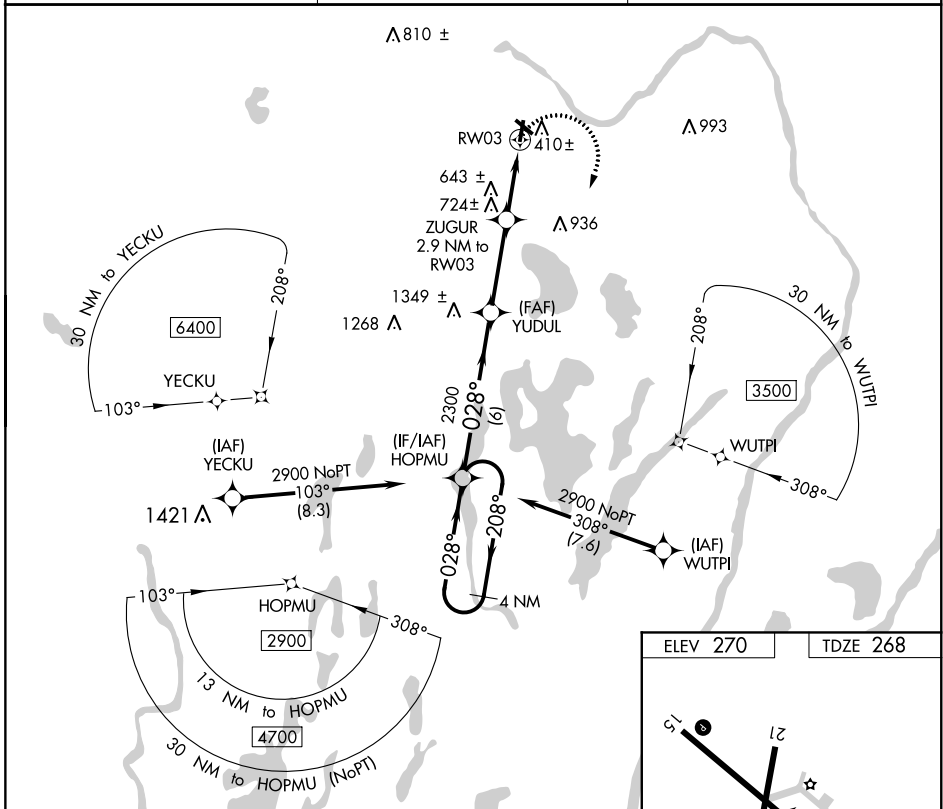 810 ±
993
RW03
410±
643 ±
724±
936
ZUGUR
2.9 NM to
RW03
30 NM to YECKU
208°
6400
YECKU
103°
1349 ±
1268
(FAF)
YUDUL
30 NM to WUTPI
208°
3500
WUTPI
308°
2300
028°
(6)
(IF/IAF)
HOPMU
(IAF)
YECKU
2900 NoPT
103°
(8.3)
1421
2900 NoPT
308°
(7.6)
(IAF)
WUTPI
028°
208°
4 NM
103°
HOPMU
308°
2900
13 NM to HOPMU
4700
30 NM to HOPMU (NoPT)
ELEV 270
TDZE 268
15
P
21